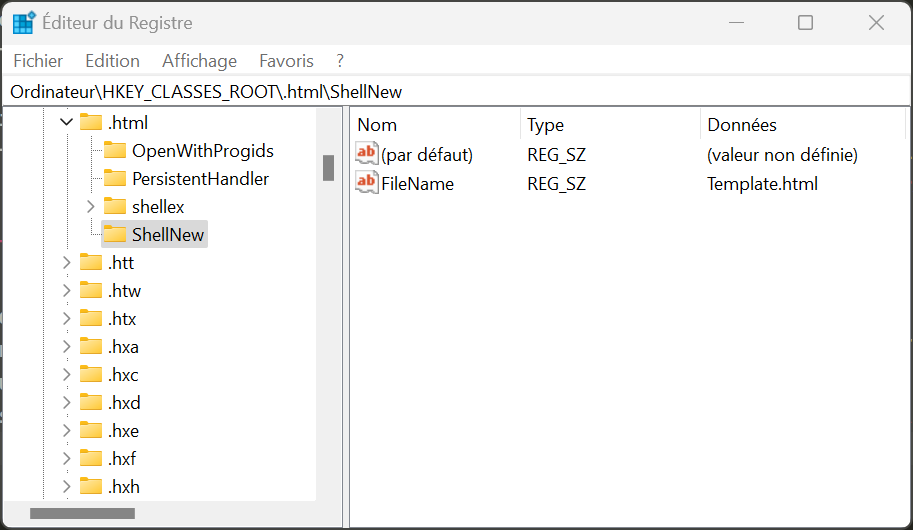 Éditeur du Registre
Fichier Edition Affichage Favoris ?
Ordinateur\HKEY_CLASSES_ROOT\.html\ShellNew
.html
OpenWithProgids
PersistentHandler
shellex
ShellNew
.htt
.htw
.htx
.hxa
.hxc
.hxd
.hxe
.hxf
.hxh
Nom Type Données
ab (par défaut) REG_SZ (valeur non définie)
ab FileName REG_SZ Template.html